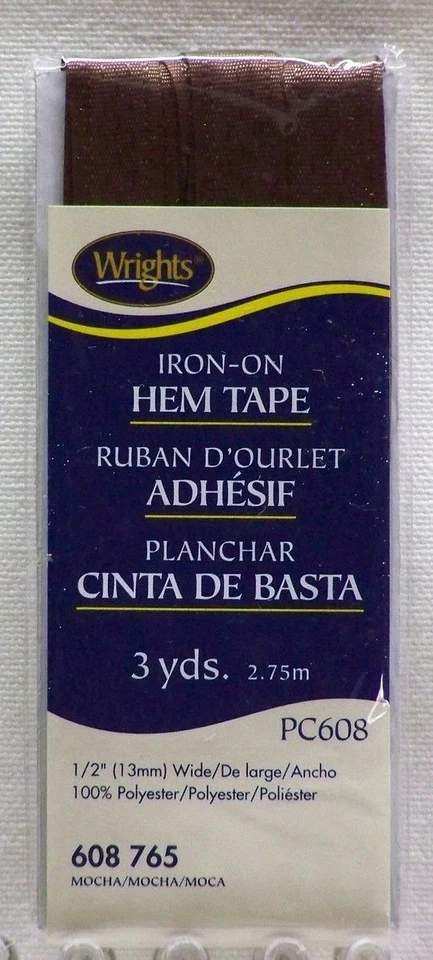 Wrights®
IRON-ON
HEM TAPE
RUBAN D'OURLET
ADHÉSIF
PLANCHAR
CINTA DE BASTA
3 yds. 2.75m
PC608
1/2" (13mm) Wide/De large/Ancho
100% Polyester/Polyester/Poliéster
608 765
MOCHA/MOCHA/MOCA